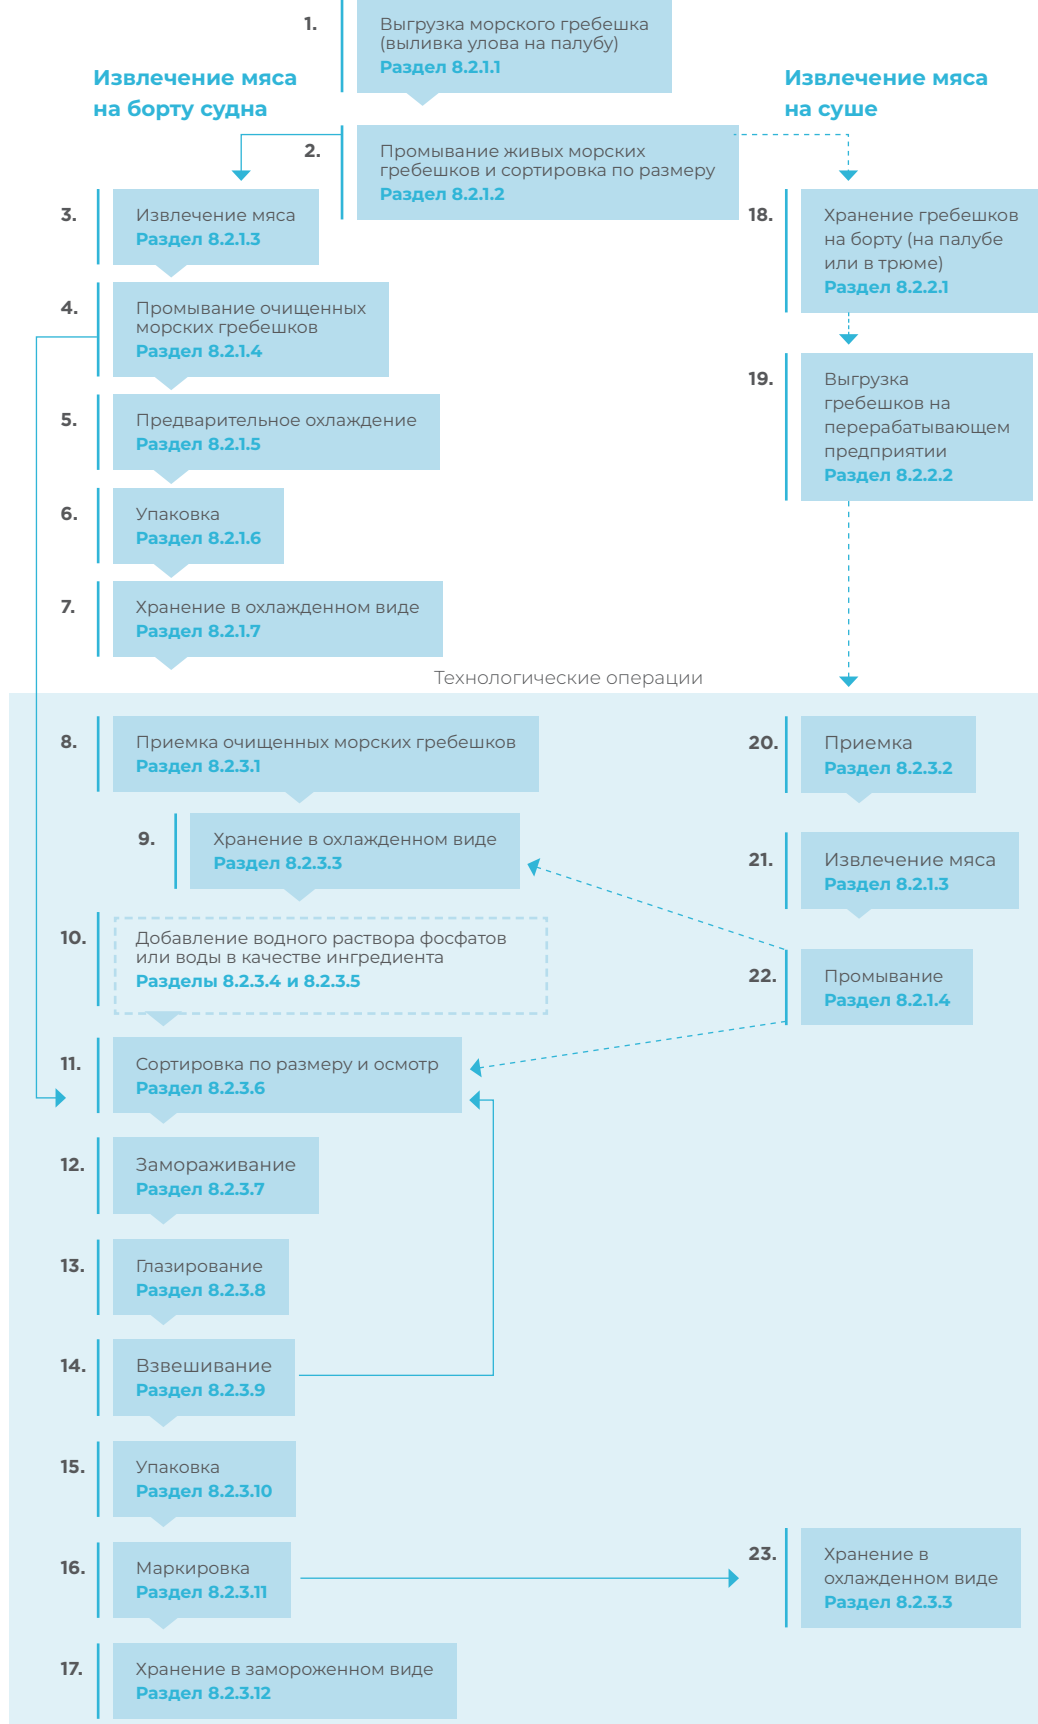 1.
Выгрузка морского гребешка
(выливка улова на палубу)
Раздел 8.2.1.1
Извлечение мяса
на борту судна
Извлечение мяса
на суше
2.
Промывание живых морских
гребешков и сортировка по размеру
Раздел 8.2.1.2
3.
Извлечение мяса
Раздел 8.2.1.3
4.
Промывание очищенных
морских гребешков
Раздел 8.2.1.4
5.
Предварительное охлаждение
Раздел 8.2.1.5
6.
Упаковка
Раздел 8.2.1.6
7.
Хранение в охлажденном виде
Раздел 8.2.1.7
18.
Хранение гребешков
на борту (на палубе
или в трюме)
Раздел 8.2.2.1
19.
Выгрузка
гребешков на
перерабатывающем
предприятии
Раздел 8.2.2.2
Технологические операции
8.
Приемка очищенных морских гребешков
Раздел 8.2.3.1
9.
Хранение в охлажденном виде
Раздел 8.2.3.3
10.
Добавление водного раствора фосфатов
или воды в качестве ингредиента
Разделы 8.2.3.4 и 8.2.3.5
11.
Сортировка по размеру и осмотр
Раздел 8.2.3.6
12.
Замораживание
Раздел 8.2.3.7
13.
Глазирование
Раздел 8.2.3.8
14.
Взвешивание
Раздел 8.2.3.9
15.
Упаковка
Раздел 8.2.3.10
16.
Маркировка
Раздел 8.2.3.11
17.
Хранение в замороженном виде
Раздел 8.2.3.12
20.
Приемка
Раздел 8.2.3.2
21.
Извлечение мяса
Раздел 8.2.1.3
22.
Промывание
Раздел 8.2.1.4
23.
Хранение в
охлажденном виде
Раздел 8.2.3.3